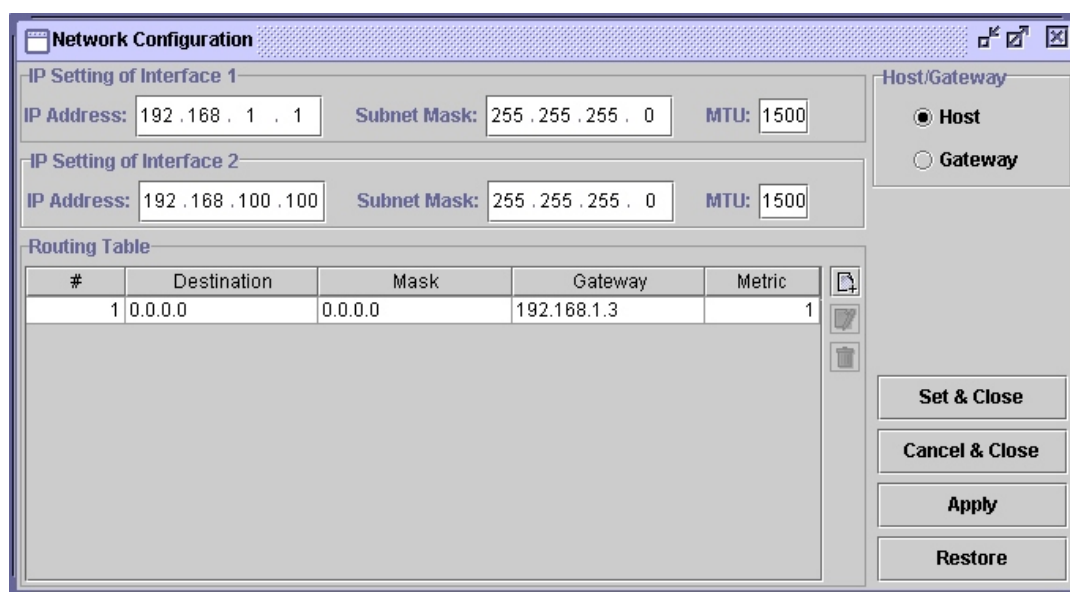 Network Configuration
IP Setting of Interface 1
IP Address: 192 . 168 . 1 . 1 Subnet Mask: 255 . 255 . 255 . 0 MTU: 1500
Host/Gateway
Host
Gateway
IP Setting of Interface 2
IP Address: 192 . 168 . 100 . 100 Subnet Mask: 255 . 255 . 255 . 0 MTU: 1500
Routing Table
# Destination Mask Gateway Metric
1 0.0.0.0 0.0.0.0 192.168.1.3 1
Set & Close
Cancel & Close
Apply
Restore